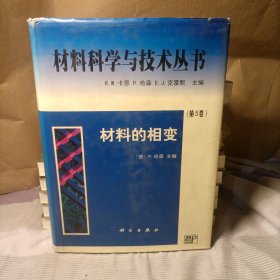 材料科学与技术丛书
R.W.卡恩 P.哈森 E.J.克雷默 主编
(第5卷)
材料的相变
(德) P.哈森 主编
科学出版社